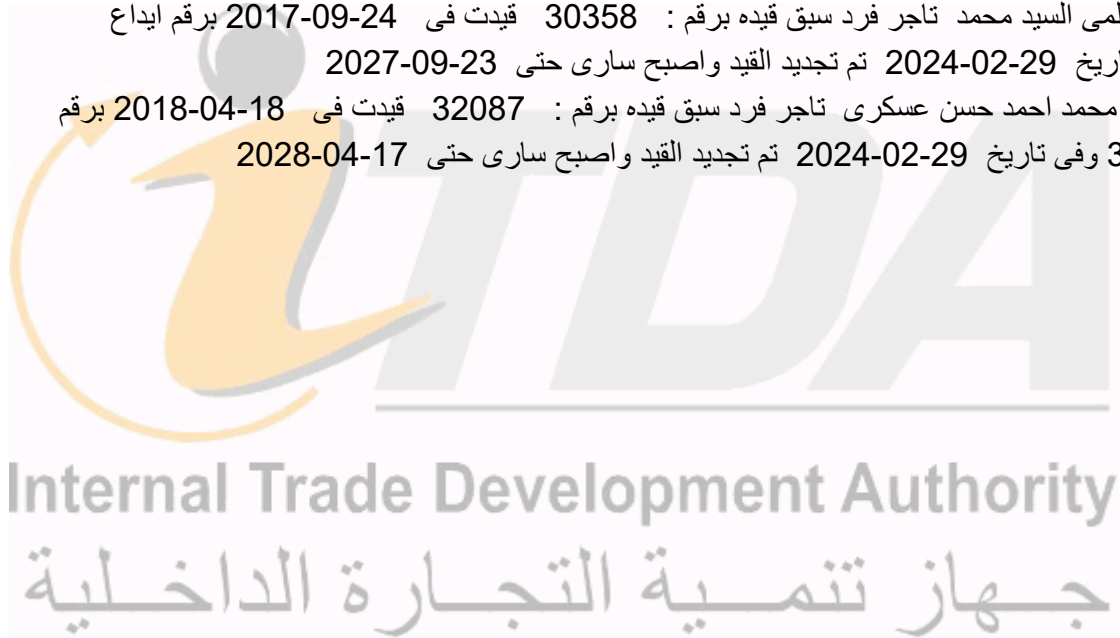 السيد محمد تاجر فرد سبق قيده برقم : 30358 قيدت فى 24-09-2017 برقم ايداع
29-02-2024 تم تجديد القيد واصبح سارى حتى 23-09-2027
محمد احمد حسن عسكرى تاجر فرد سبق قيده برقم : 32087 قيدت فى 18-04-2018 برقم
وفى تاريخ 29-02-2024 تم تجديد القيد واصبح سارى حتى 17-04-2028
iTDA
Internal Trade Development Authority
جهاز تنمية التجارة الداخلية